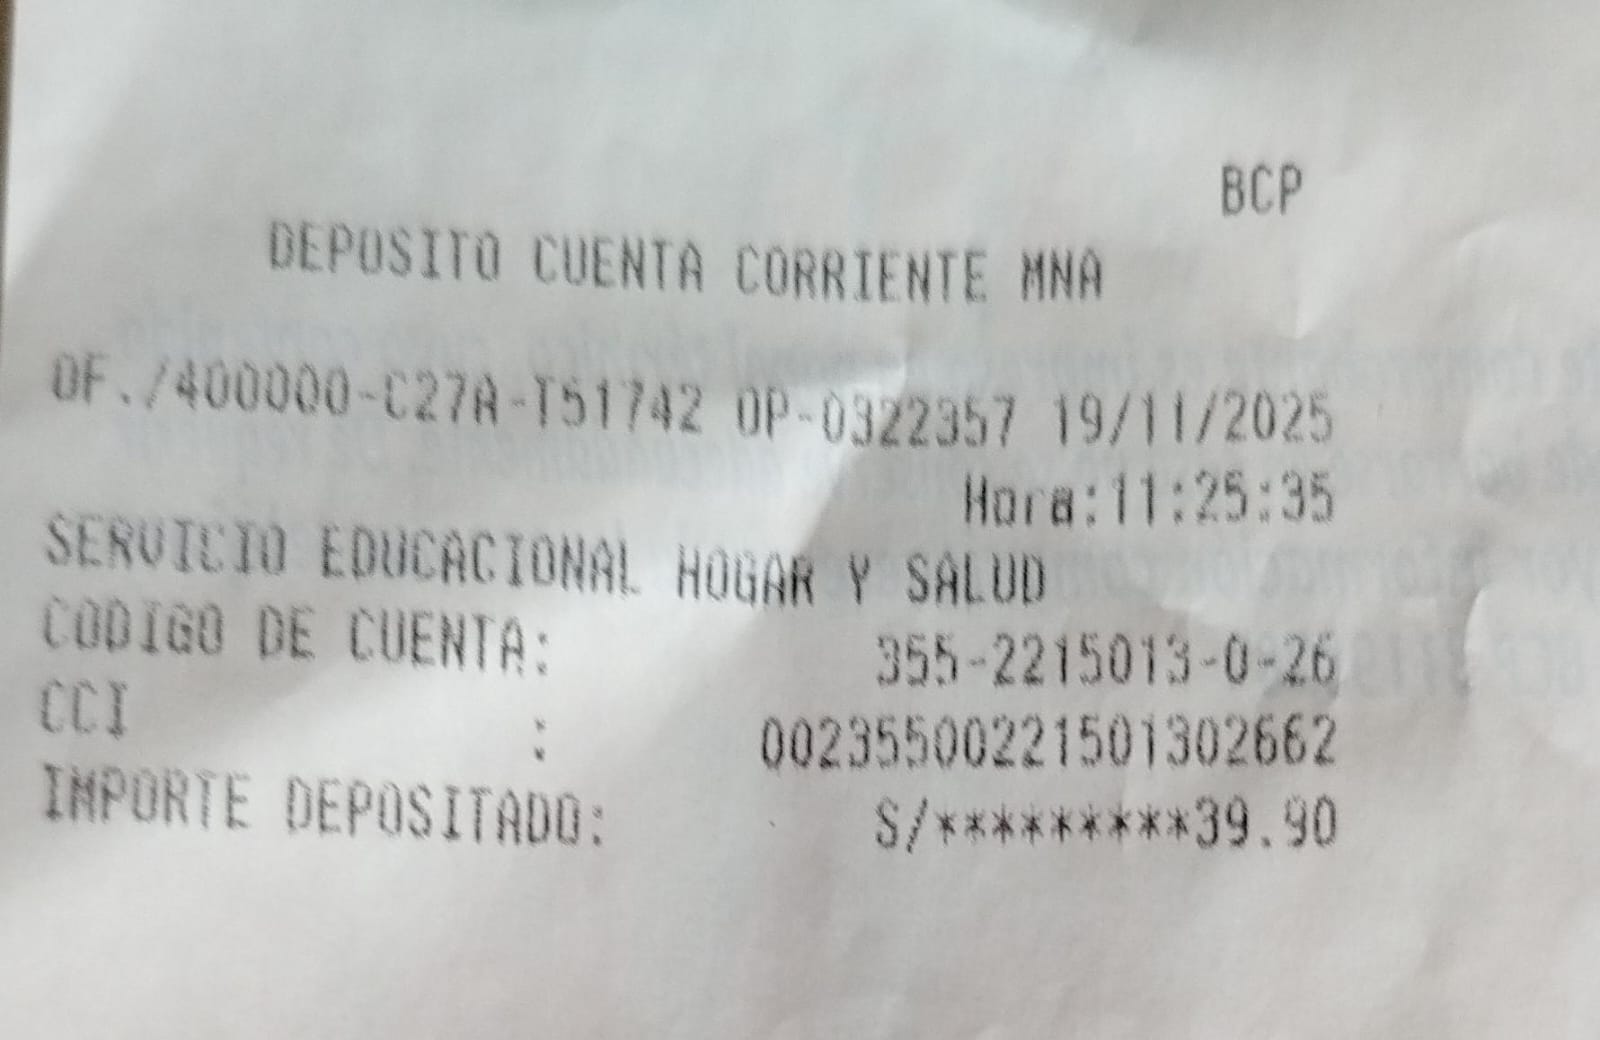 BCP
DEPOSITO CUENTA CORRIENTE MNA
OF./400000-C27A-T51742 OP-0322357 19/11/2025
Hora:11:25:35
SERVICIO EDUCACIONAL HOGAR Y SALUD
CODIGO DE CUENTA: 355-2215013-0-26
CCI : 00235500221501302662
IMPORTE DEPOSITADO: S/*********39.90